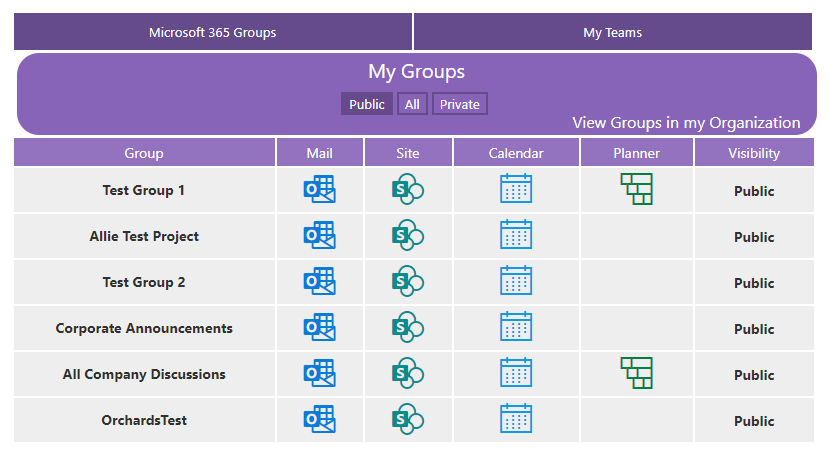 Microsoft 365 Groups My Teams
My Groups
Public All Private
View Groups in my Organization
Group Mail Site Calendar Planner Visibility
Test Group 1 Public
Allie Test Project Public
Test Group 2 Public
Corporate Announcements Public
All Company Discussions Public
OrchardsTest Public